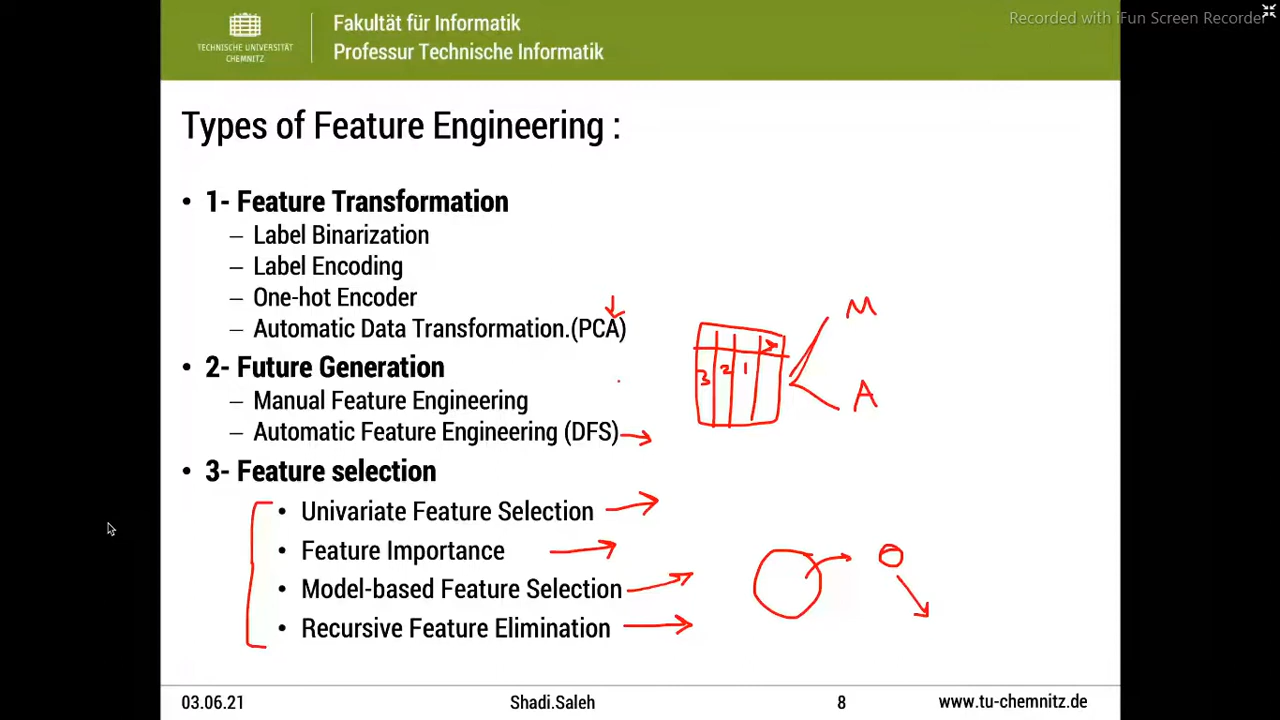 Recorded with iFun Screen Recorder
TECHNISCHE UNIVERSITÄT
CHEMNITZ
Fakultät für Informatik
Professur Technische Informatik
Types of Feature Engineering :
• 1- Feature Transformation
– Label Binarization
– Label Encoding
– One-hot Encoder
– Automatic Data Transformation.(PCA)
• 2- Future Generation
– Manual Feature Engineering
– Automatic Feature Engineering (DFS)
• 3- Feature selection
• Univariate Feature Selection
• Feature Importance
• Model-based Feature Selection
• Recursive Feature Elimination
M
3 2 1
A
03.06.21 Shadi.Saleh 8 www.tu-chemnitz.de